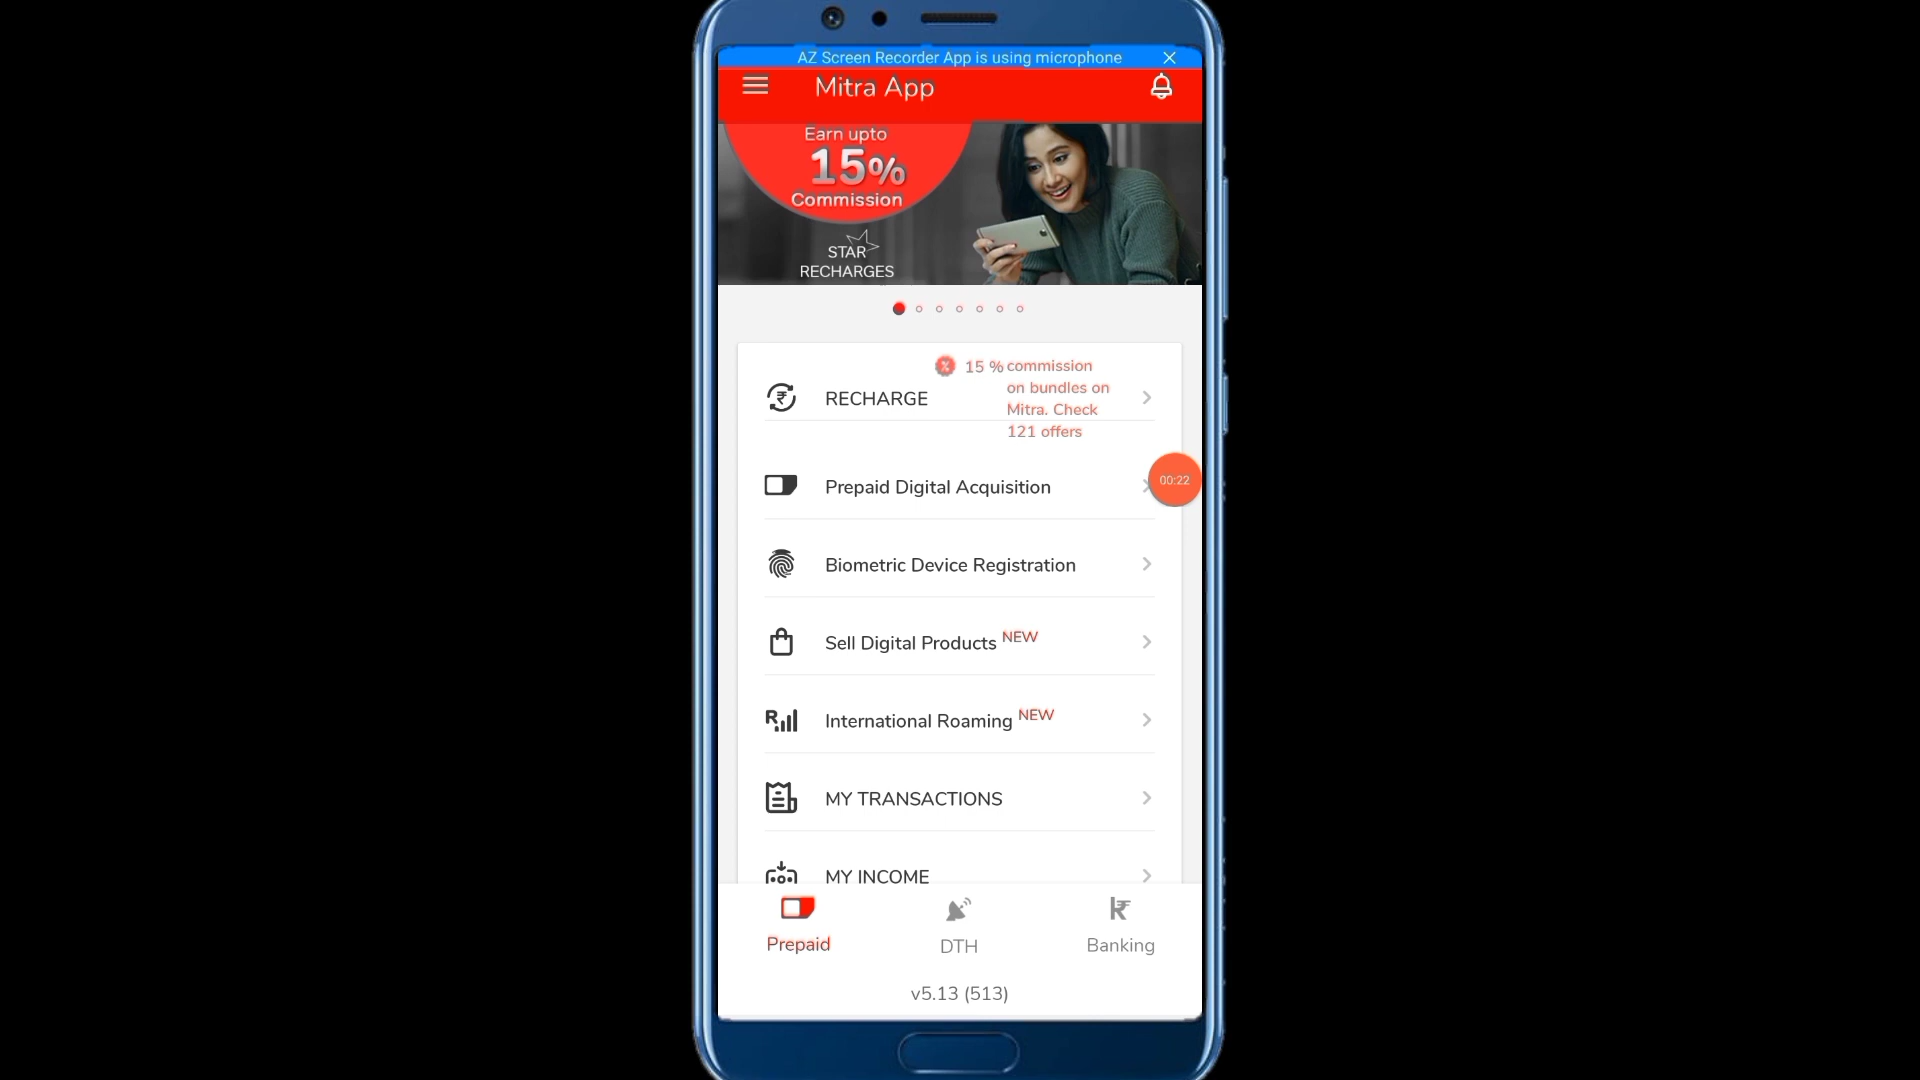 AZ Screen Recorder App is using microphone
Mitra App
Earn upto
15%
Commission
STAR
RECHARGES
RECHARGE
15 % commission
on bundles on
Mitra. Check
121 offers
Prepaid Digital Acquisition
00:22
Biometric Device Registration
Sell Digital Products NEW
International Roaming NEW
MY TRANSACTIONS
MY INCOME
Prepaid
DTH
Banking
v5.13 (513)